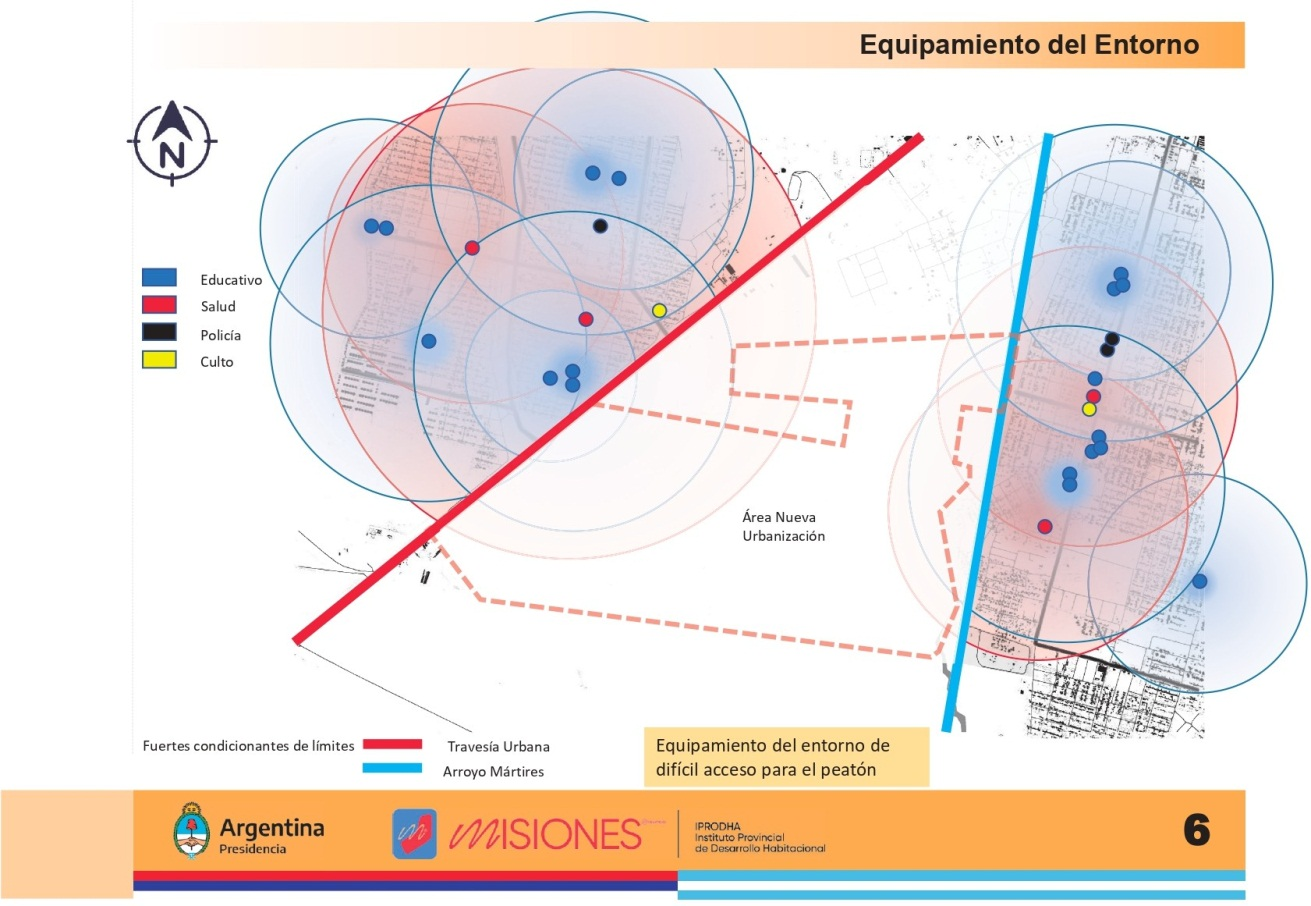 Equipamiento del Entorno
N
Educativo
Salud
Policía
Culto
Área Nueva
Urbanización
Fuertes condicionantes de límites
Travesía Urbana
Arroyo Mártires
Equipamiento del entorno de
difícil acceso para el peatón
Argentina
Presidencia
MISIONES
IPRODHA
Instituto Provincial
de Desarrollo Habitacional
6